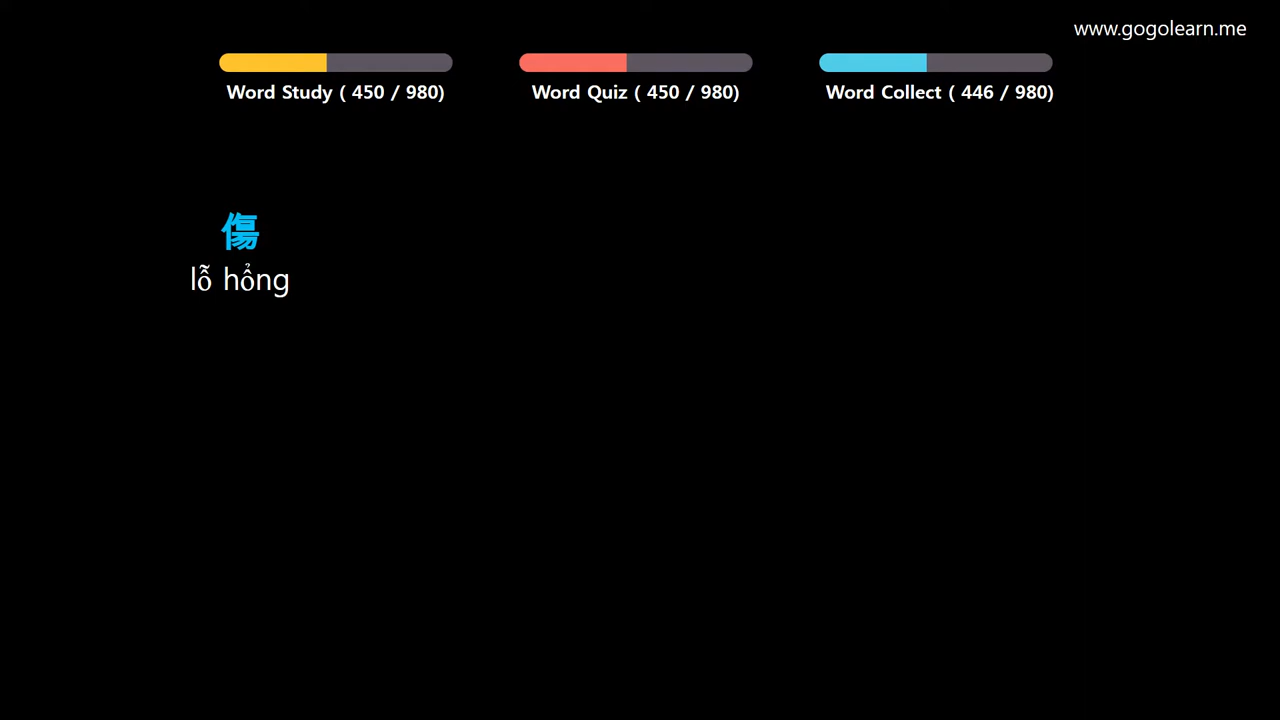 www.gogolearn.me
Word Study ( 450 / 980)
Word Quiz ( 450 / 980)
Word Collect ( 446 / 980)
傷
lỗ hổng